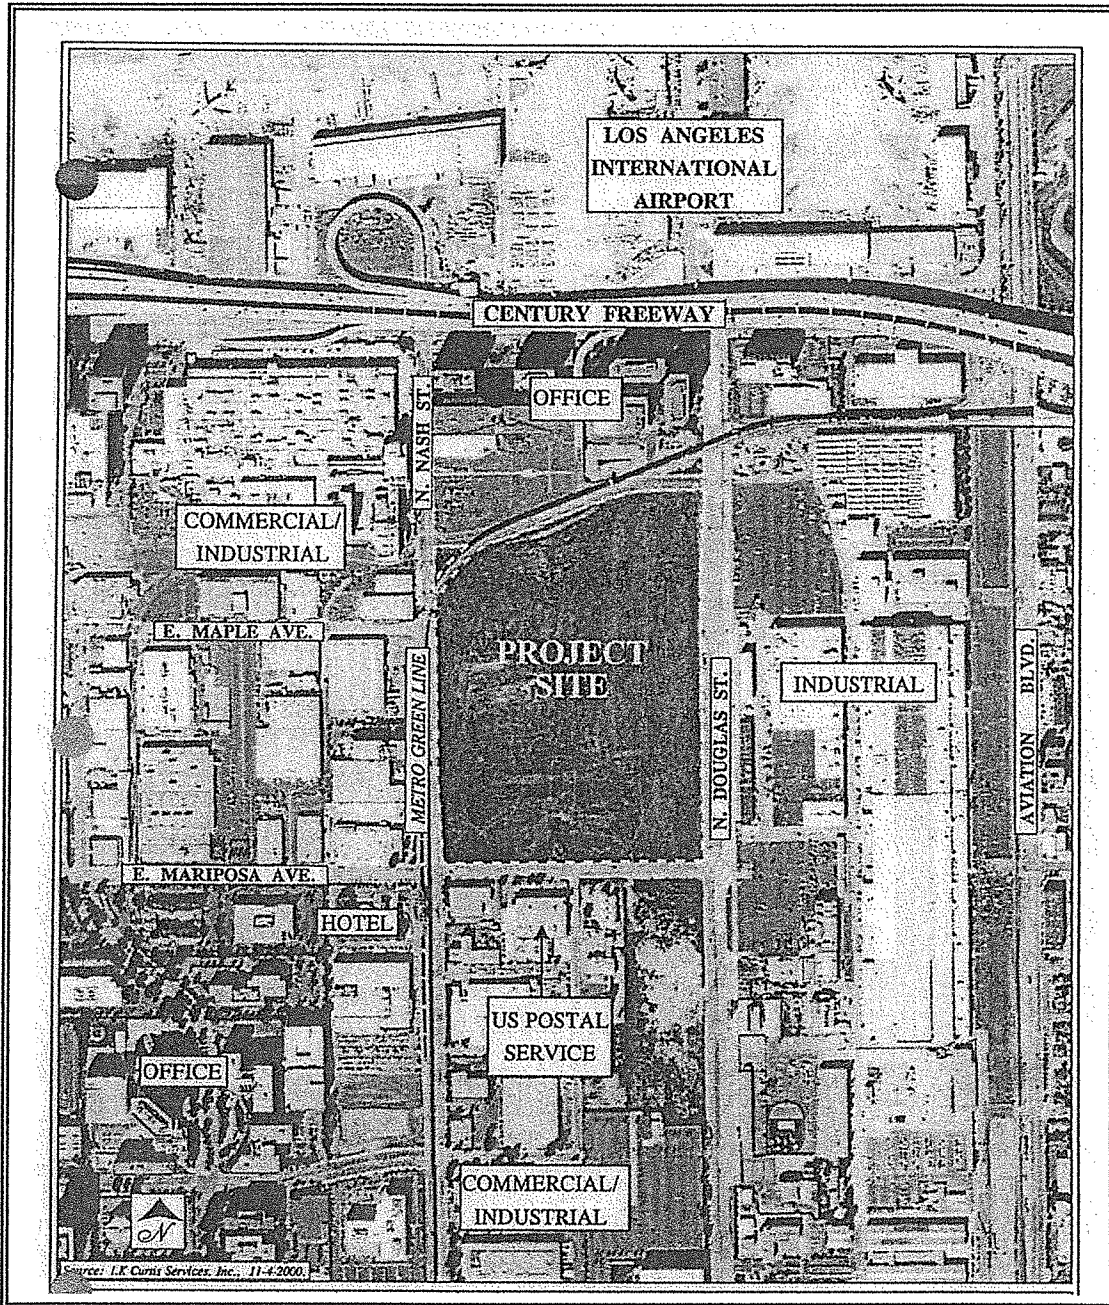 LOS ANGELES
INTERNATIONAL
AIRPORT
CENTURY FREEWAY
OFFICE
N. NASH ST.
COMMERCIAL/
INDUSTRIAL
E. MAPLE AVE.
PROJECT
SITE
METRO GREEN LINE
N. DOUGLAS ST.
INDUSTRIAL
AVIATION BLVD.
E. MARIPOSA AVE.
HOTEL
US POSTAL
SERVICE
OFFICE
COMMERCIAL/
INDUSTRIAL
N
Source: I.K Curtis Services, Inc., 11-4-2000.